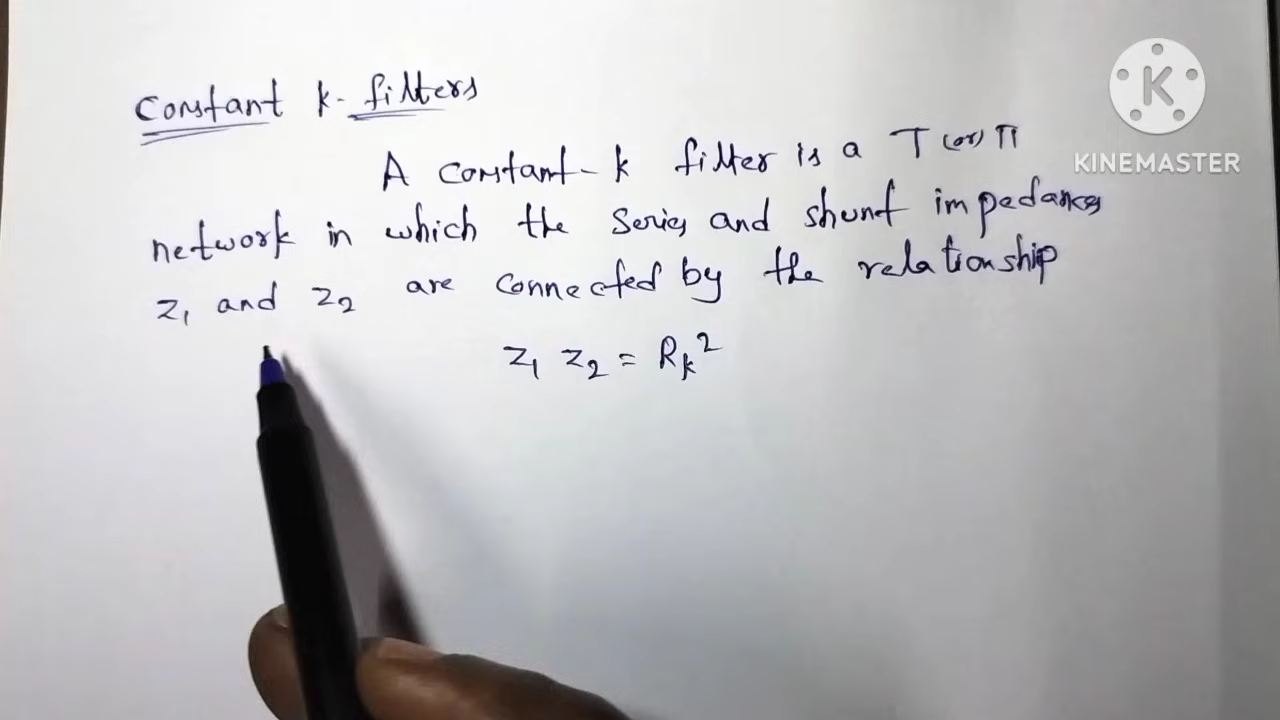 Constant k-filters
K
KINEMASTER
A constant-k filter is a T (or) π
network in which the series and shunt impedances
z₁ and z₂ are connected by the relationship
z₁ z₂ = Rₖ²